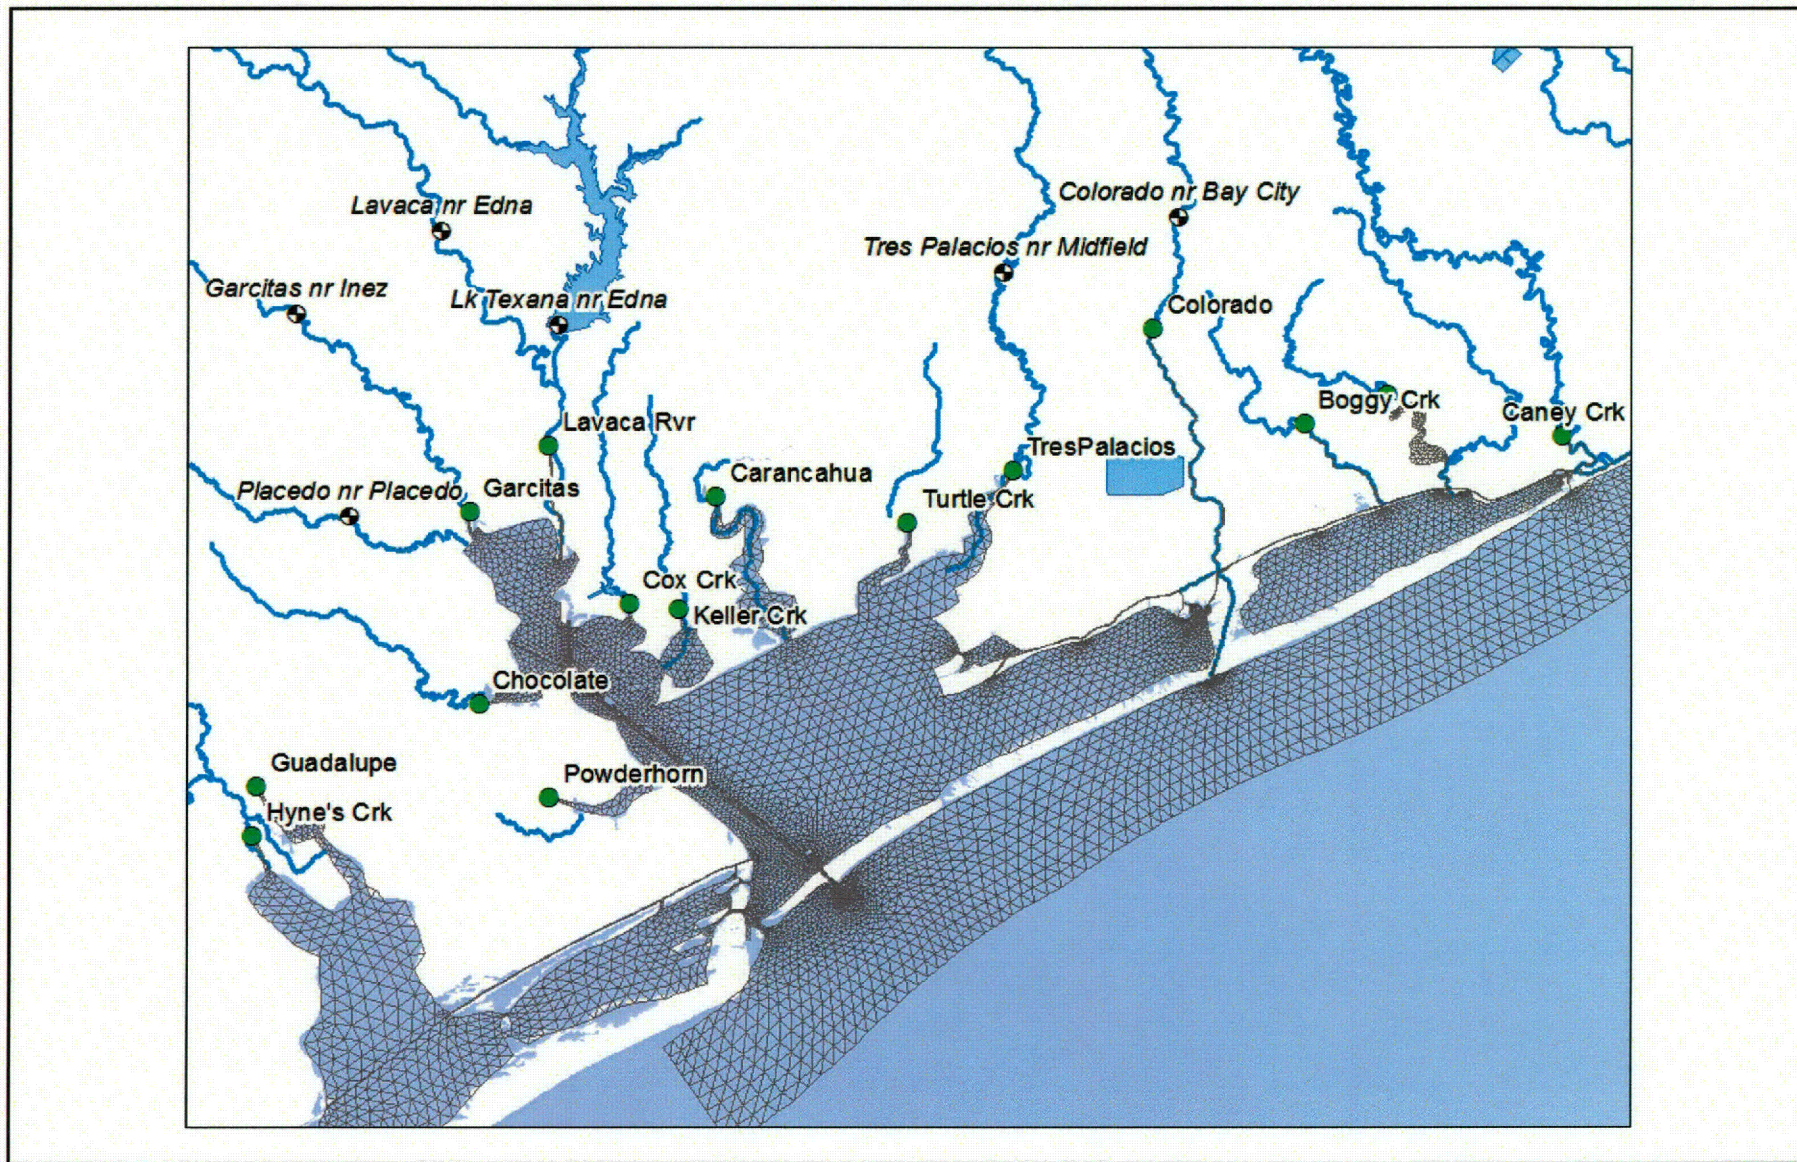 Colorado nr Bay City
Lavaca nr Edna
Tres Palacios nr Midfield
Garcitas nr Inez
Lk Texana nr Edna
Colorado
Boggy Crk
Caney Crk
Lavaca Rvr
TresPalacios
Carancahua
Placedo nr Placedo
Garcitas
Turtle Crk
Cox Crk
Keller Crk
Chocolate
Guadalupe
Powderhorn
Hyne's Crk